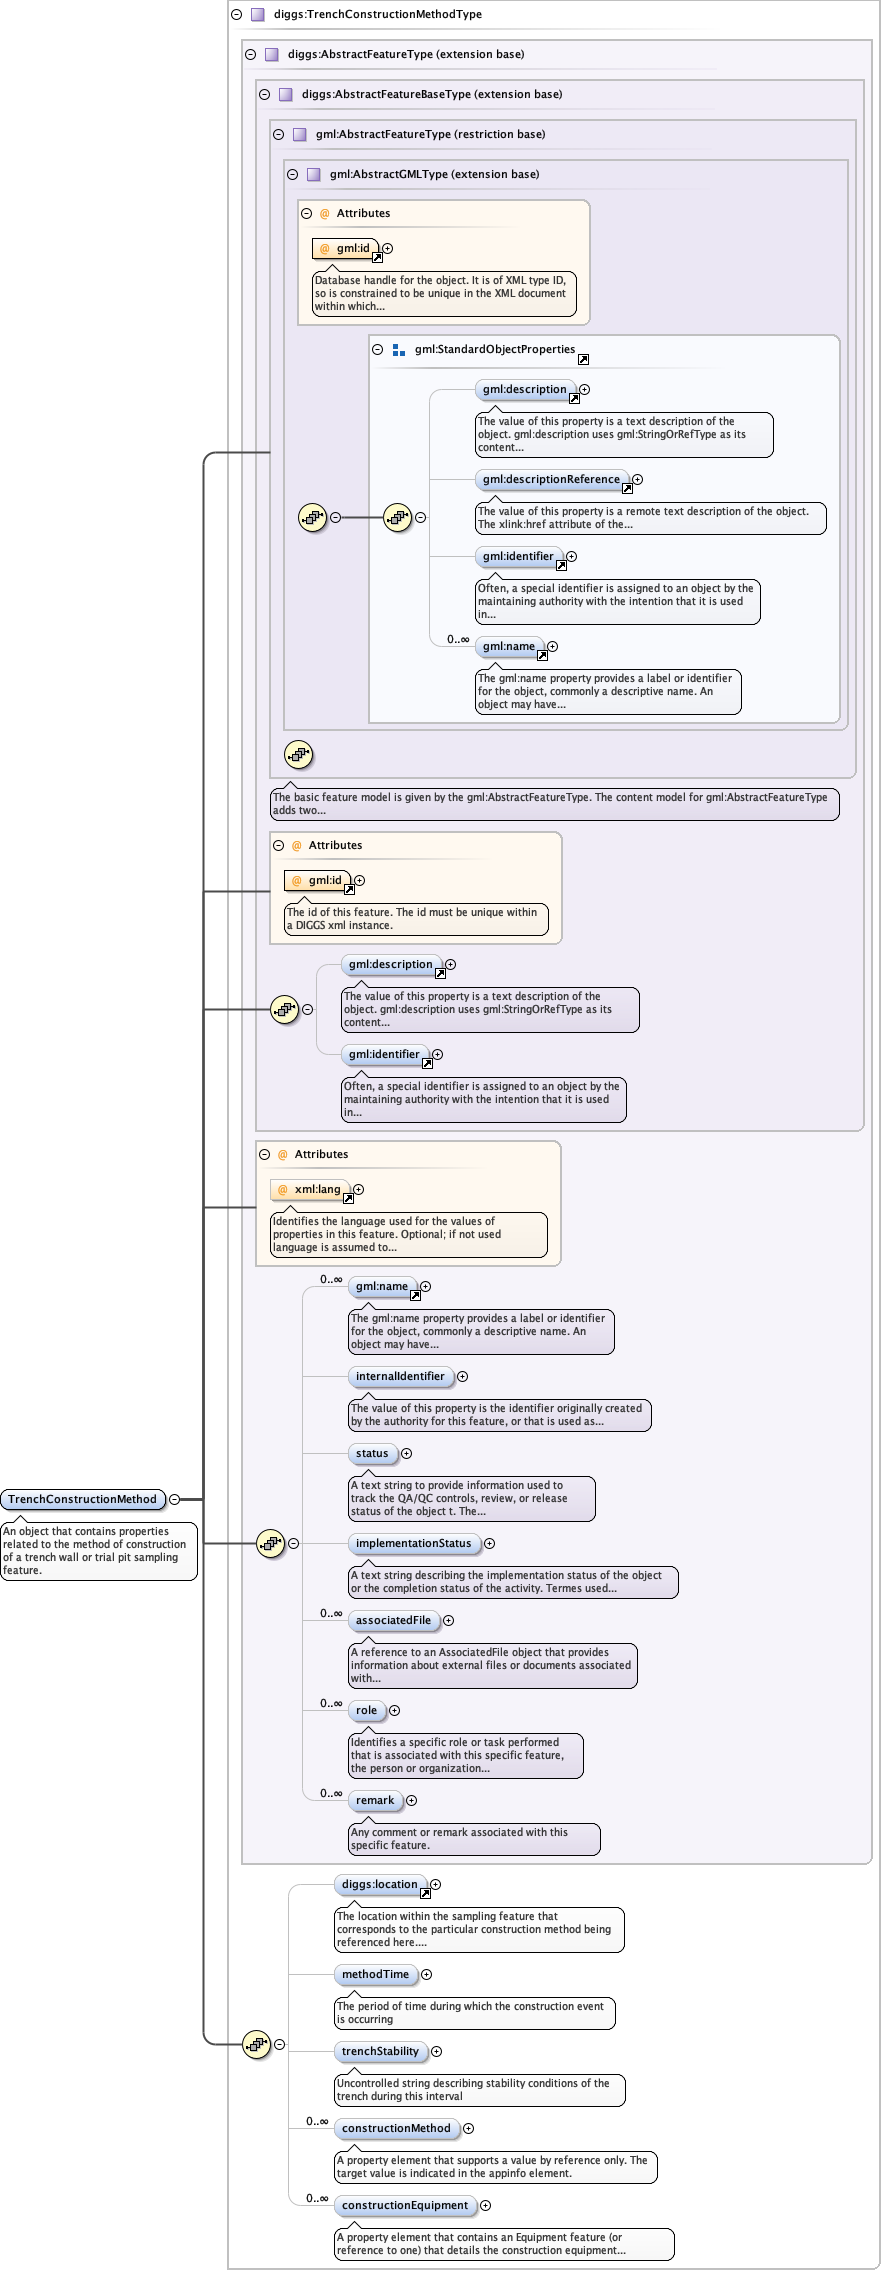 diggs:TrenchConstructionMethodType
diggs:AbstractFeatureType (extension base)
diggs:AbstractFeatureBaseType (extension base)
gml:AbstractFeatureType (restriction base)
gml:AbstractGMLType (extension base)
@ Attributes
@ gml:id
Database handle for the object. It is of XML type ID,
so is constrained to be unique in the XML document
within which...
gml:StandardObjectProperties
gml:description
The value of this property is a text description of the
object. gml:description uses gml:StringOrRefType as its
content...
gml:descriptionReference
The value of this property is a remote text description of the object.
The xlink:href attribute of the...
gml:identifier
Often, a special identifier is assigned to an object by the
maintaining authority with the intention that it is used
in...
0..∞
gml:name
The gml:name property provides a label or identifier
for the object, commonly a descriptive name. An
object may have...
The basic feature model is given by the gml:AbstractFeatureType. The content model for gml:AbstractFeatureType
adds two...
@ Attributes
@ gml:id
The id of this feature. The id must be unique within
a DIGGS xml instance.
gml:description
The value of this property is a text description of the
object. gml:description uses gml:StringOrRefType as its
content...
gml:identifier
Often, a special identifier is assigned to an object by the
maintaining authority with the intention that it is used
in...
@ Attributes
@ xml:lang
Identifies the language used for the values of
properties in this feature. Optional; if not used
language is assumed to...
0..∞
gml:name
The gml:name property provides a label or identifier
for the object, commonly a descriptive name. An
object may have...
internalIdentifier
The value of this property is the identifier originally created
by the authority for this feature, or that is used as...
status
A text string to provide information used to
track the QA/QC controls, review, or release
status of the object t. The...
TrenchConstructionMethod
An object that contains properties
related to the method of construction
of a trench wall or trial pit sampling
feature.
implementationStatus
A text string describing the implementation status of the object
or the completion status of the activity. Termes used...
0..∞
associatedFile
A reference to an AssociatedFile object that provides
information about external files or documents associated
with...
0..∞
role
Identifies a specific role or task performed
that is associated with this specific feature,
the person or organization...
0..∞
remark
Any comment or remark associated with this
specific feature.
diggs:location
The location within the sampling feature that
corresponds to the particular construction method being
referenced here....
methodTime
The period of time during which the construction event
is occurring
trenchStability
Uncontrolled string describing stability conditions of the
trench during this interval
0..∞
constructionMethod
A property element that supports a value by reference only. The
target value is indicated in the appinfo element.
0..∞
constructionEquipment
A property element that contains an Equipment feature (or
reference to one) that details the construction equipment...